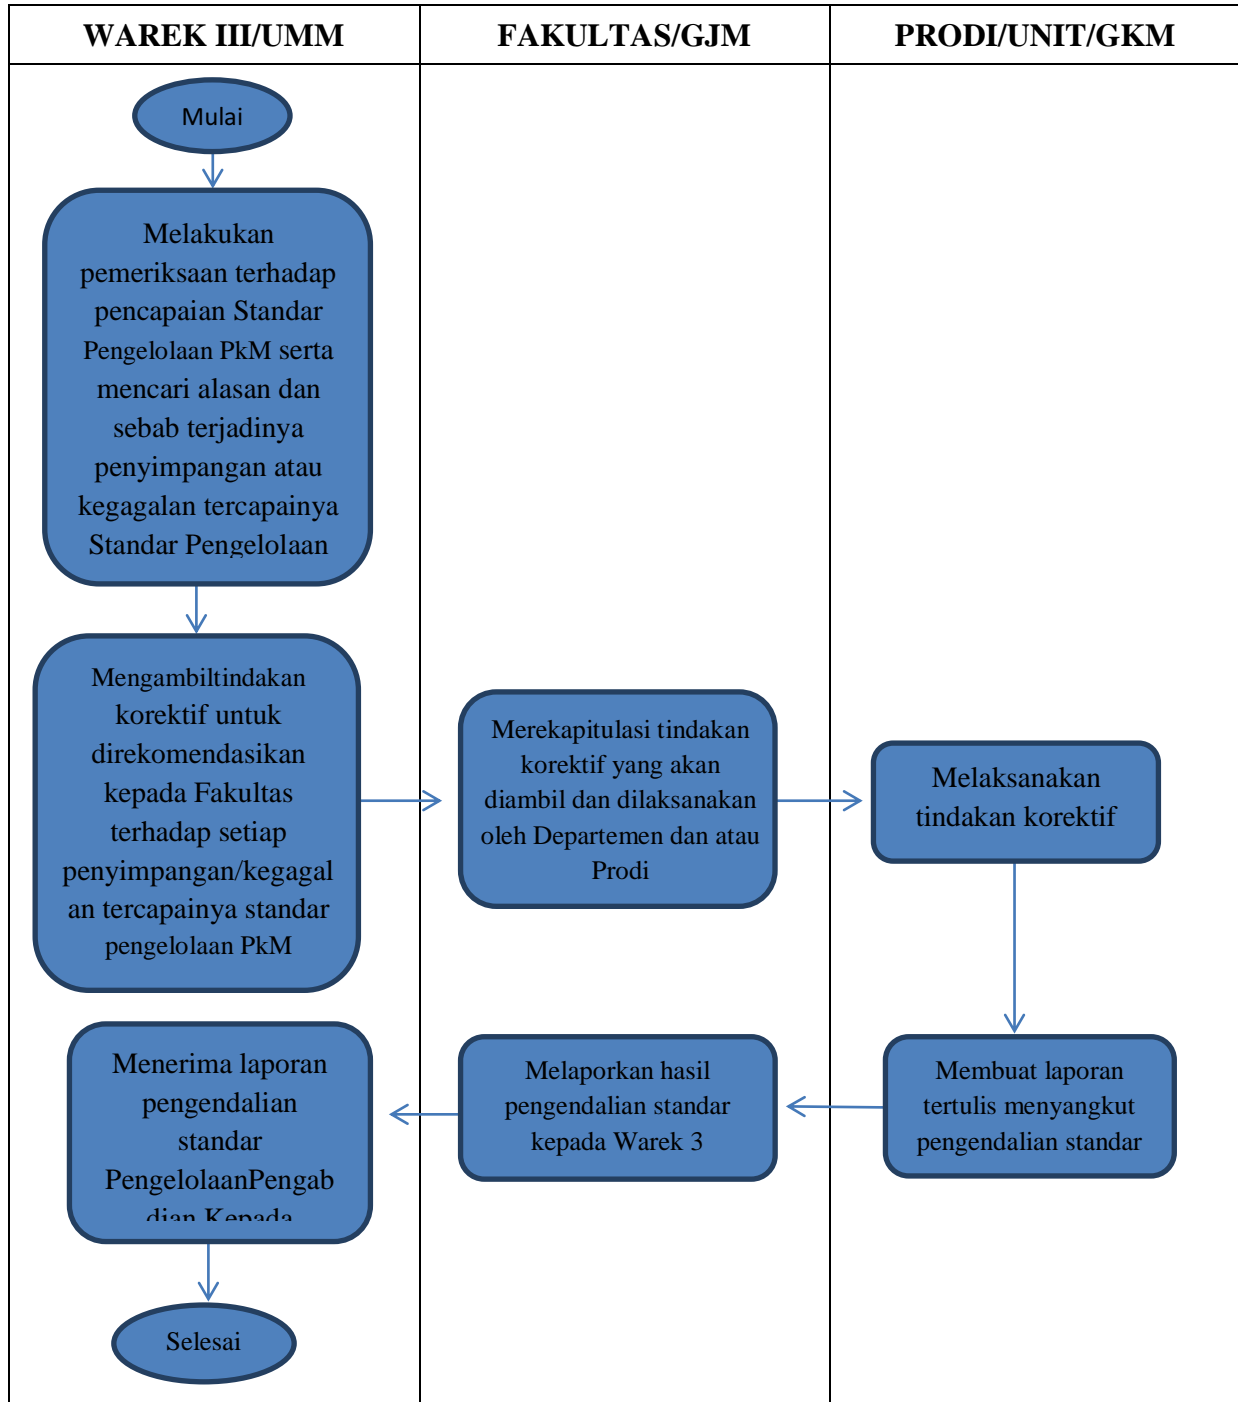 WAREK III/UMM
FAKULTAS/GJM
PRODI/UNIT/GKM
Mulai
Melakukan
pemeriksaan terhadap
pencapaian Standar
Pengelolaan PkM serta
mencari alasan dan
sebab terjadinya
penyimpangan atau
kegagalan tercapainya
Standar Pengelolaan
Mengambiltindakan
korektif untuk
direkomendasikan
kepada Fakultas
terhadap setiap
penyimpangan/kegagal
an tercapainya standar
pengelolaan PkM
Merekapitulasi tindakan
korektif yang akan
diambil dan dilaksanakan
oleh Departemen dan atau
Prodi
Melaksanakan
tindakan korektif
Membuat laporan
tertulis menyangkut
pengendalian standar
Melaporkan hasil
pengendalian standar
kepada Warek 3
Menerima laporan
pengendalian
standar
PengelolaanPengab
dian Kepada
Selesai